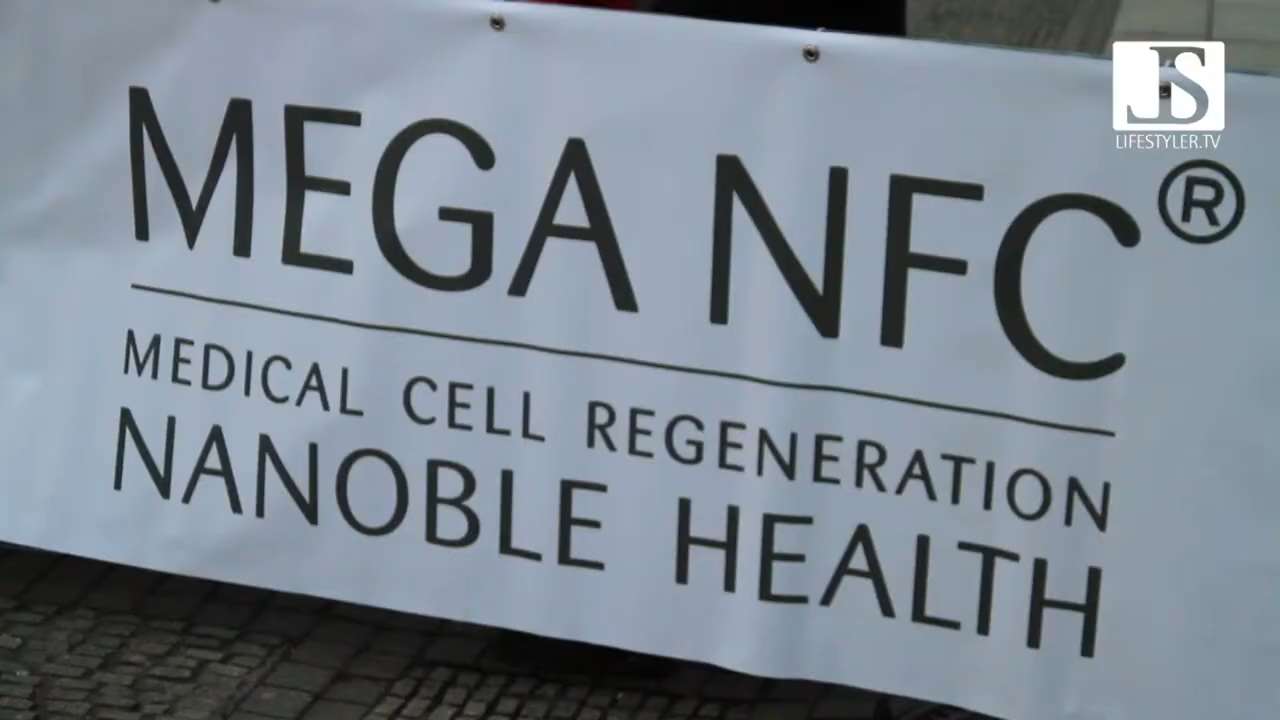 JS
LIFESTYLER.TV
MEGA NFC®
MEDICAL CELL REGENERATION
NANOBLE HEALTH